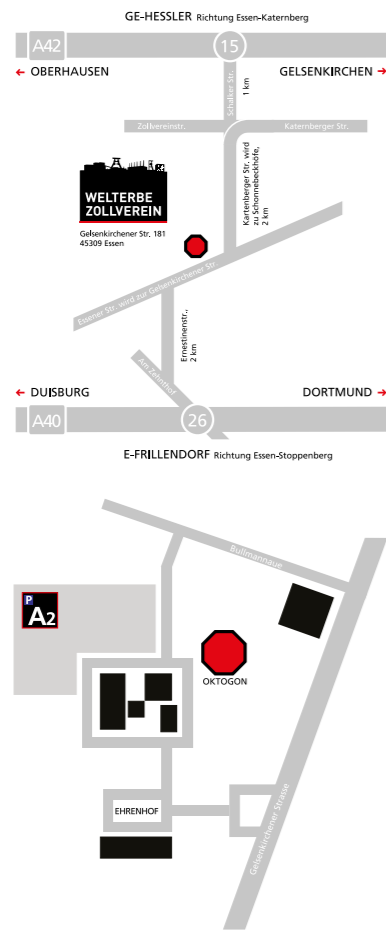 GE-HESSLER Richtung Essen-Katernberg
A42
15
← OBERHAUSEN
GELSENKIRCHEN →
Schalker Str.
1 km
Zollvereinstr.
Katernberger Str.
Kartenberger Str. wird
zu Schonnebeckhöfe,
2 km
WELTERBE
ZOLLVEREIN
Gelsenkirchener Str. 181
45309 Essen
Essener Str. wird zur Gelsenkirchener Str.
Ernestinenstr.,
2 km
Am Zehnthof
← DUISBURG
DORTMUND →
A40
26
E-FRILLENDORF Richtung Essen-Stoppenberg
Bullmannaue
P
A2
OKTOGON
EHRENHOF
Gelsenkirchener Strasse